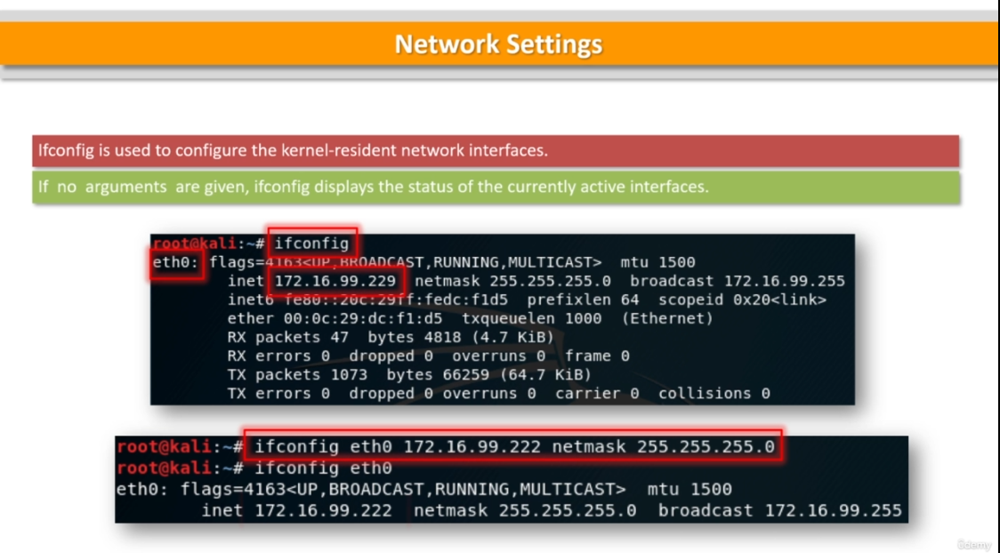 Network Settings
Ifconfig is used to configure the kernel-resident network interfaces.
If no arguments are given, ifconfig displays the status of the currently active interfaces.
root@kali:~# ifconfig
eth0: flags=4163<UP,BROADCAST,RUNNING,MULTICAST> mtu 1500
inet 172.16.99.229 netmask 255.255.255.0 broadcast 172.16.99.255
inet6 fe80::20c:29ff:fedc:f1d5 prefixlen 64 scopeid 0x20<link>
ether 00:0c:29:dc:f1:d5 txqueuelen 1000 (Ethernet)
RX packets 47 bytes 4818 (4.7 KiB)
RX errors 0 dropped 0 overruns 0 frame 0
TX packets 1073 bytes 66259 (64.7 KiB)
TX errors 0 dropped 0 overruns 0 carrier 0 collisions 0
root@kali:~# ifconfig eth0 172.16.99.222 netmask 255.255.255.0
root@kali:~# ifconfig eth0
eth0: flags=4163<UP,BROADCAST,RUNNING,MULTICAST> mtu 1500
inet 172.16.99.222 netmask 255.255.255.0 broadcast 172.16.99.255
ûdemy